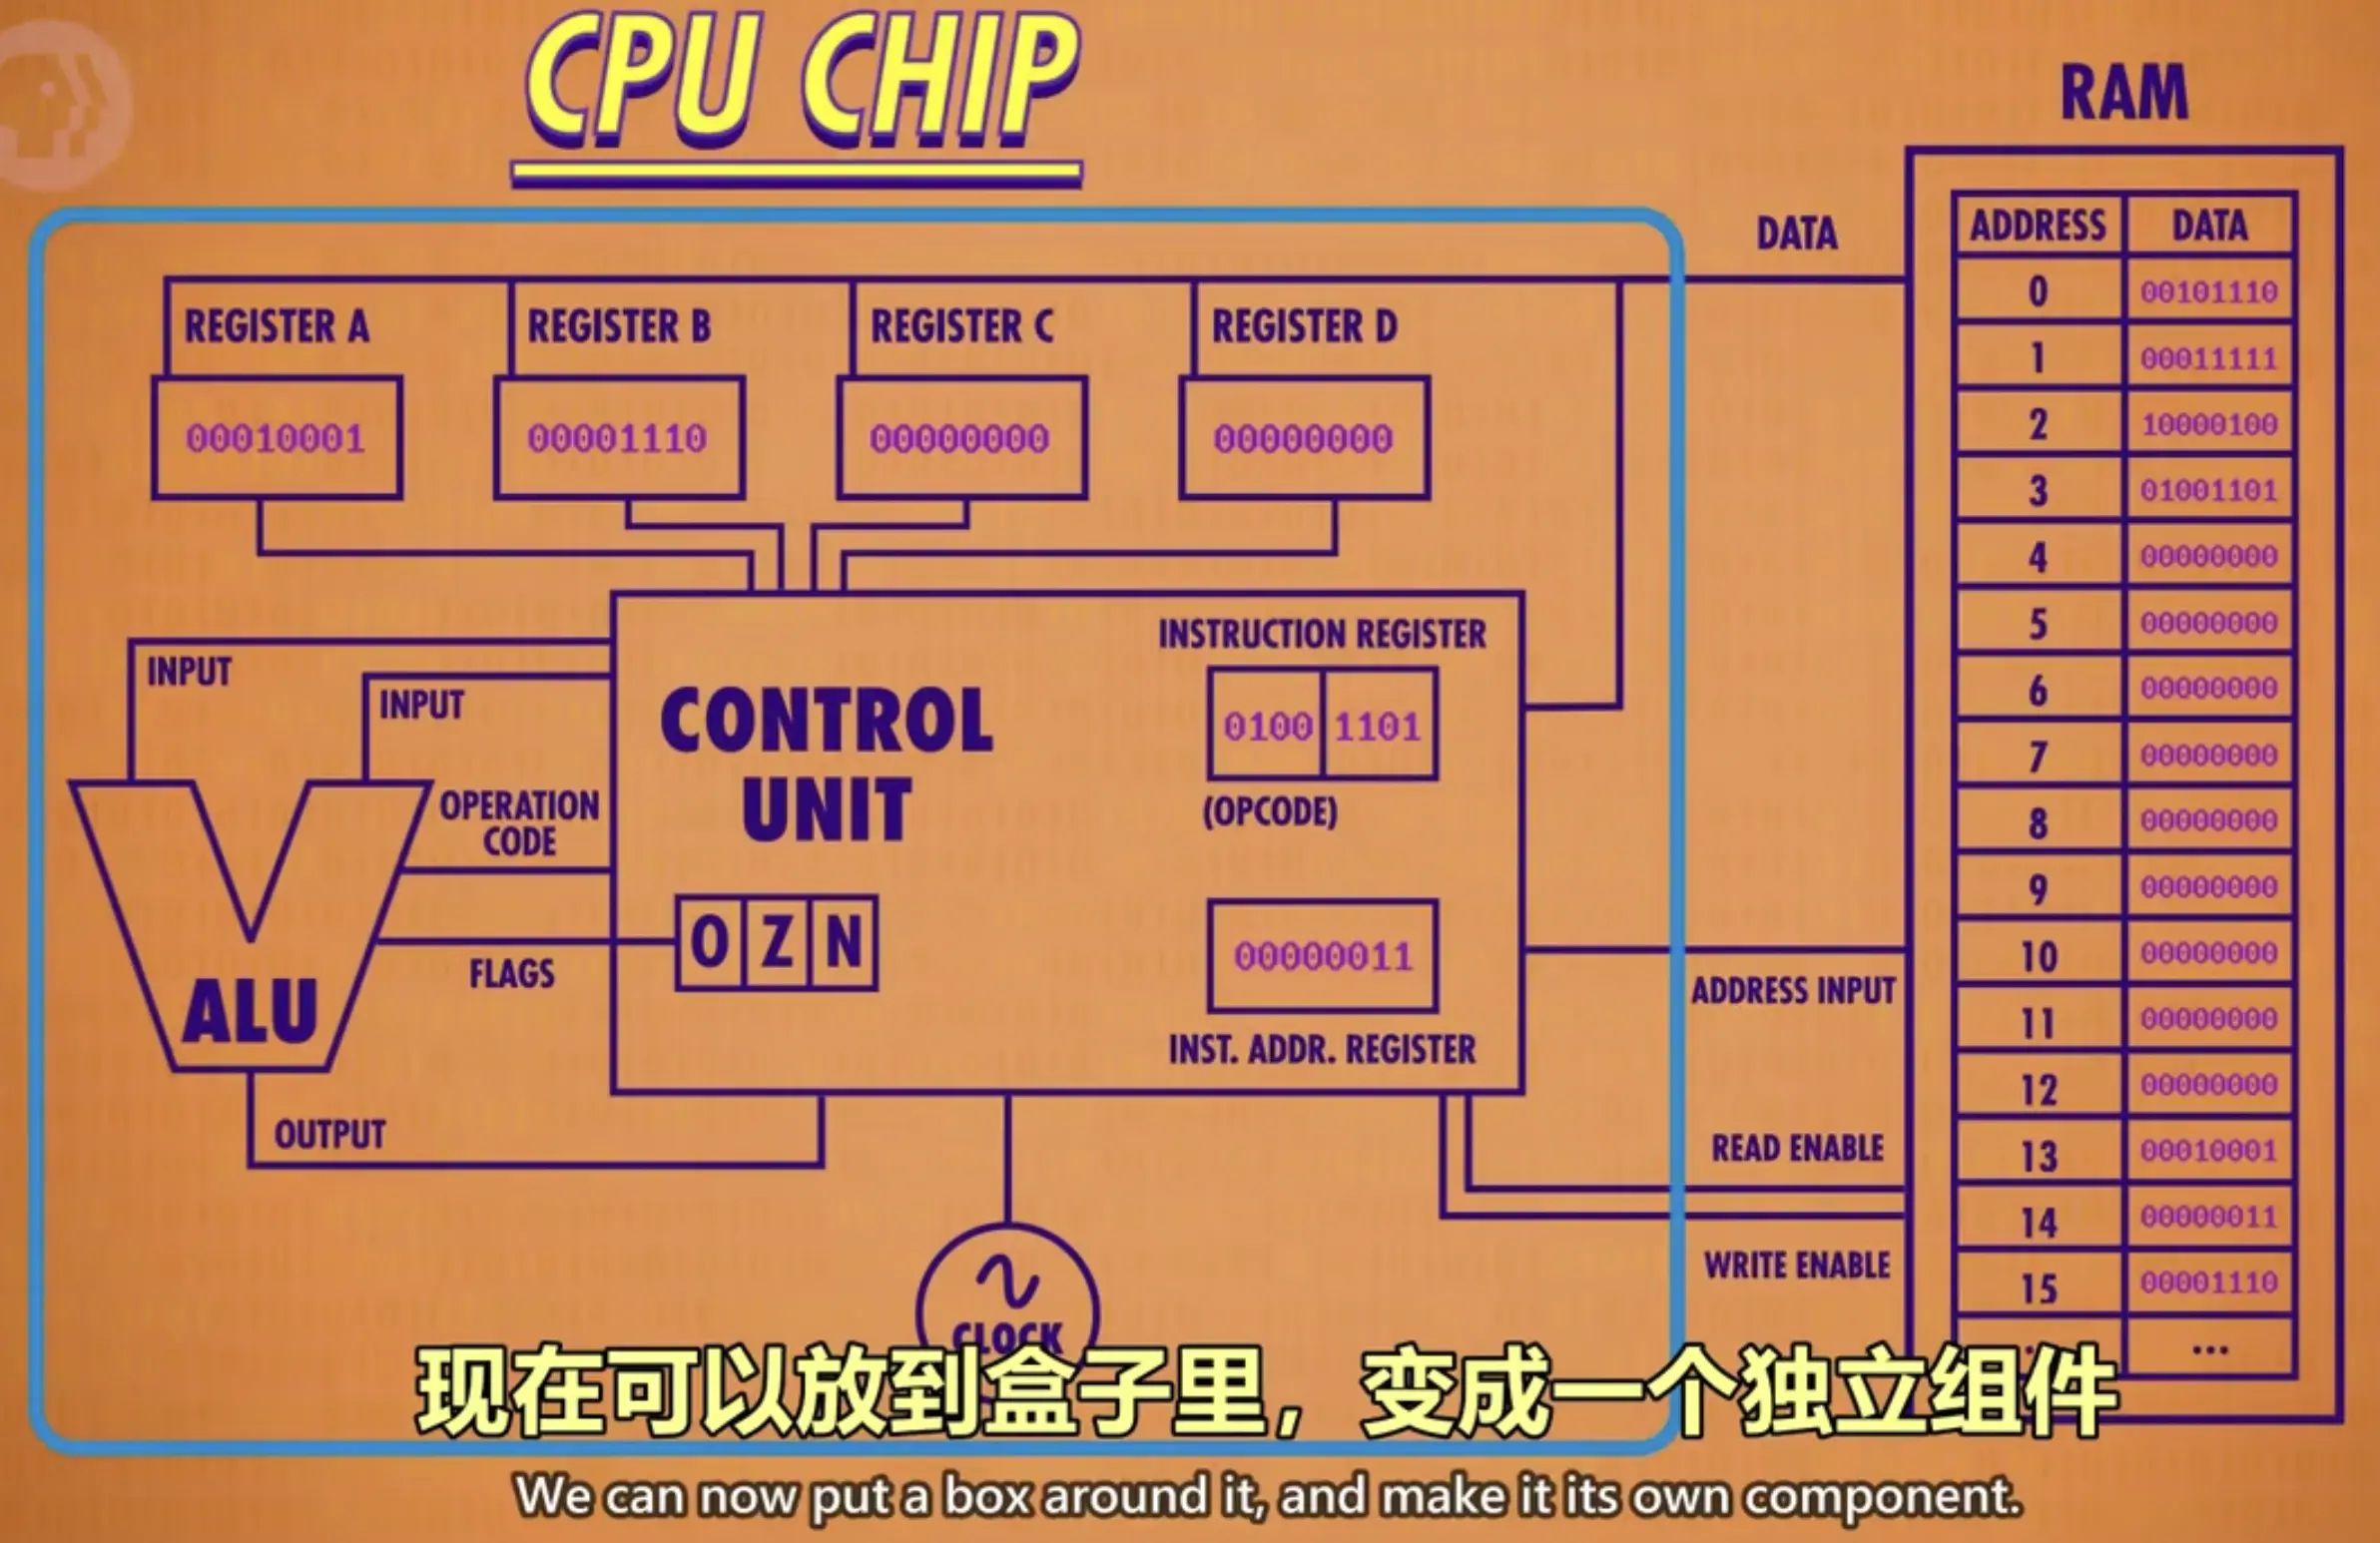 CPU CHIP
RAM
DATA
ADDRESS DATA
0 00101110
1 00011111
2 10000100
3 01001101
4 00000000
5 00000000
6 00000000
7 00000000
8 00000000
9 00000000
10 00000000
11 00000000
12 00000000
13 00010001
14 00000011
15 00001110
...
REGISTER A REGISTER B REGISTER C REGISTER D
00010001 00001110 00000000 00000000
INPUT
INPUT
OPERATION
CODE
FLAGS
ALU
OUTPUT
CONTROL
UNIT
O Z N
INSTRUCTION REGISTER
0100 1101
(OPCODE)
00000011
INST. ADDR. REGISTER
ADDRESS INPUT
READ ENABLE
WRITE ENABLE
CLOCK
现在可以放到盒子里，变成一个独立组件
We can now put a box around it, and make it its own component.